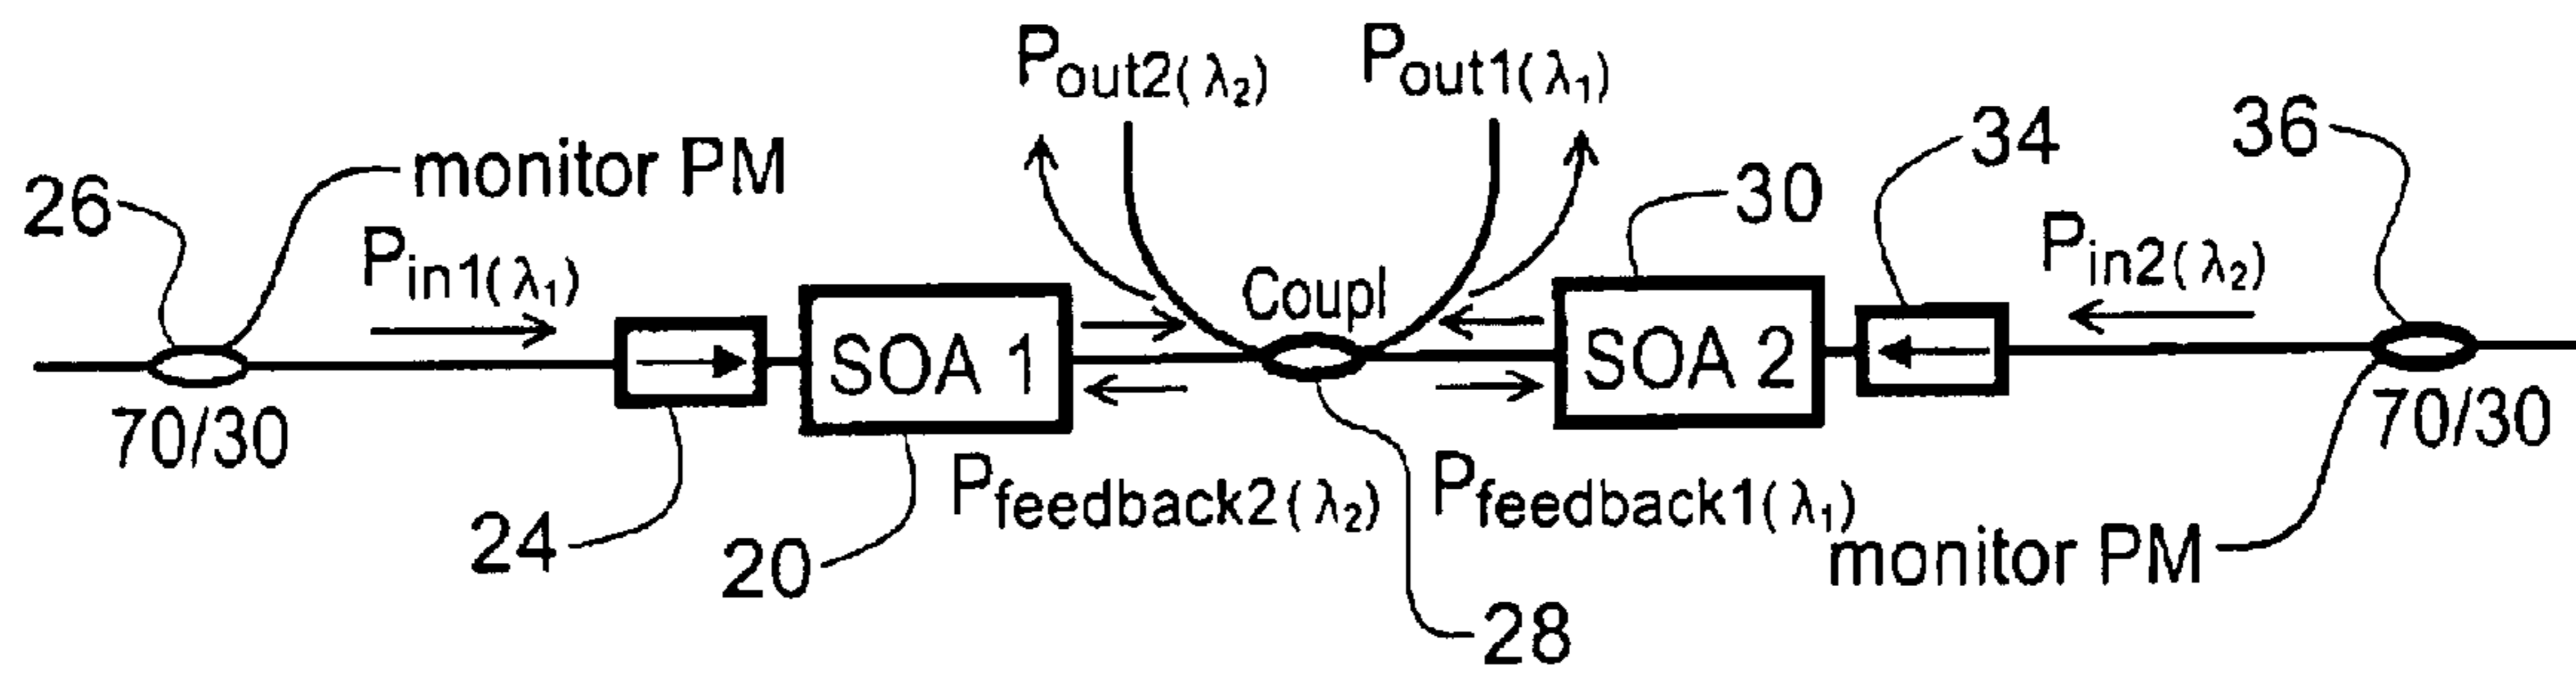 Pout2(λ2)
Pout1(λ1)
26
monitor PM
Pin1(λ1)
70/30
24
SOA 1
20
Coupl
28
Pfeedback2(λ2)
Pfeedback1(λ1)
30
SOA 2
34
Pin2(λ2)
36
70/30
monitor PM